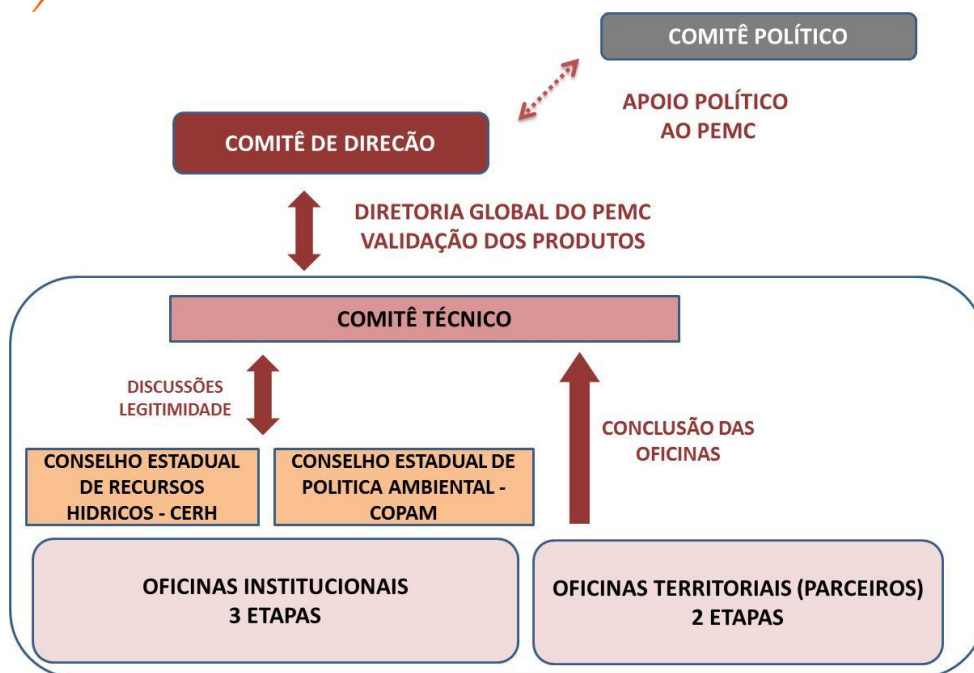 COMITÊ POLÍTICO
APOIO POLÍTICO
AO PEMC
COMITÊ DE DIRECÃO
DIRETORIA GLOBAL DO PEMC
VALIDAÇÃO DOS PRODUTOS
COMITÊ TÉCNICO
DISCUSSÕES
LEGITIMIDADE
CONCLUSÃO DAS
OFICINAS
CONSELHO ESTADUAL
DE RECURSOS
HIDRICOS - CERH
CONSELHO ESTADUAL DE
POLITICA AMBIENTAL -
COPAM
OFICINAS INSTITUCIONAIS
3 ETAPAS
OFICINAS TERRITORIAIS (PARCEIROS)
2 ETAPAS